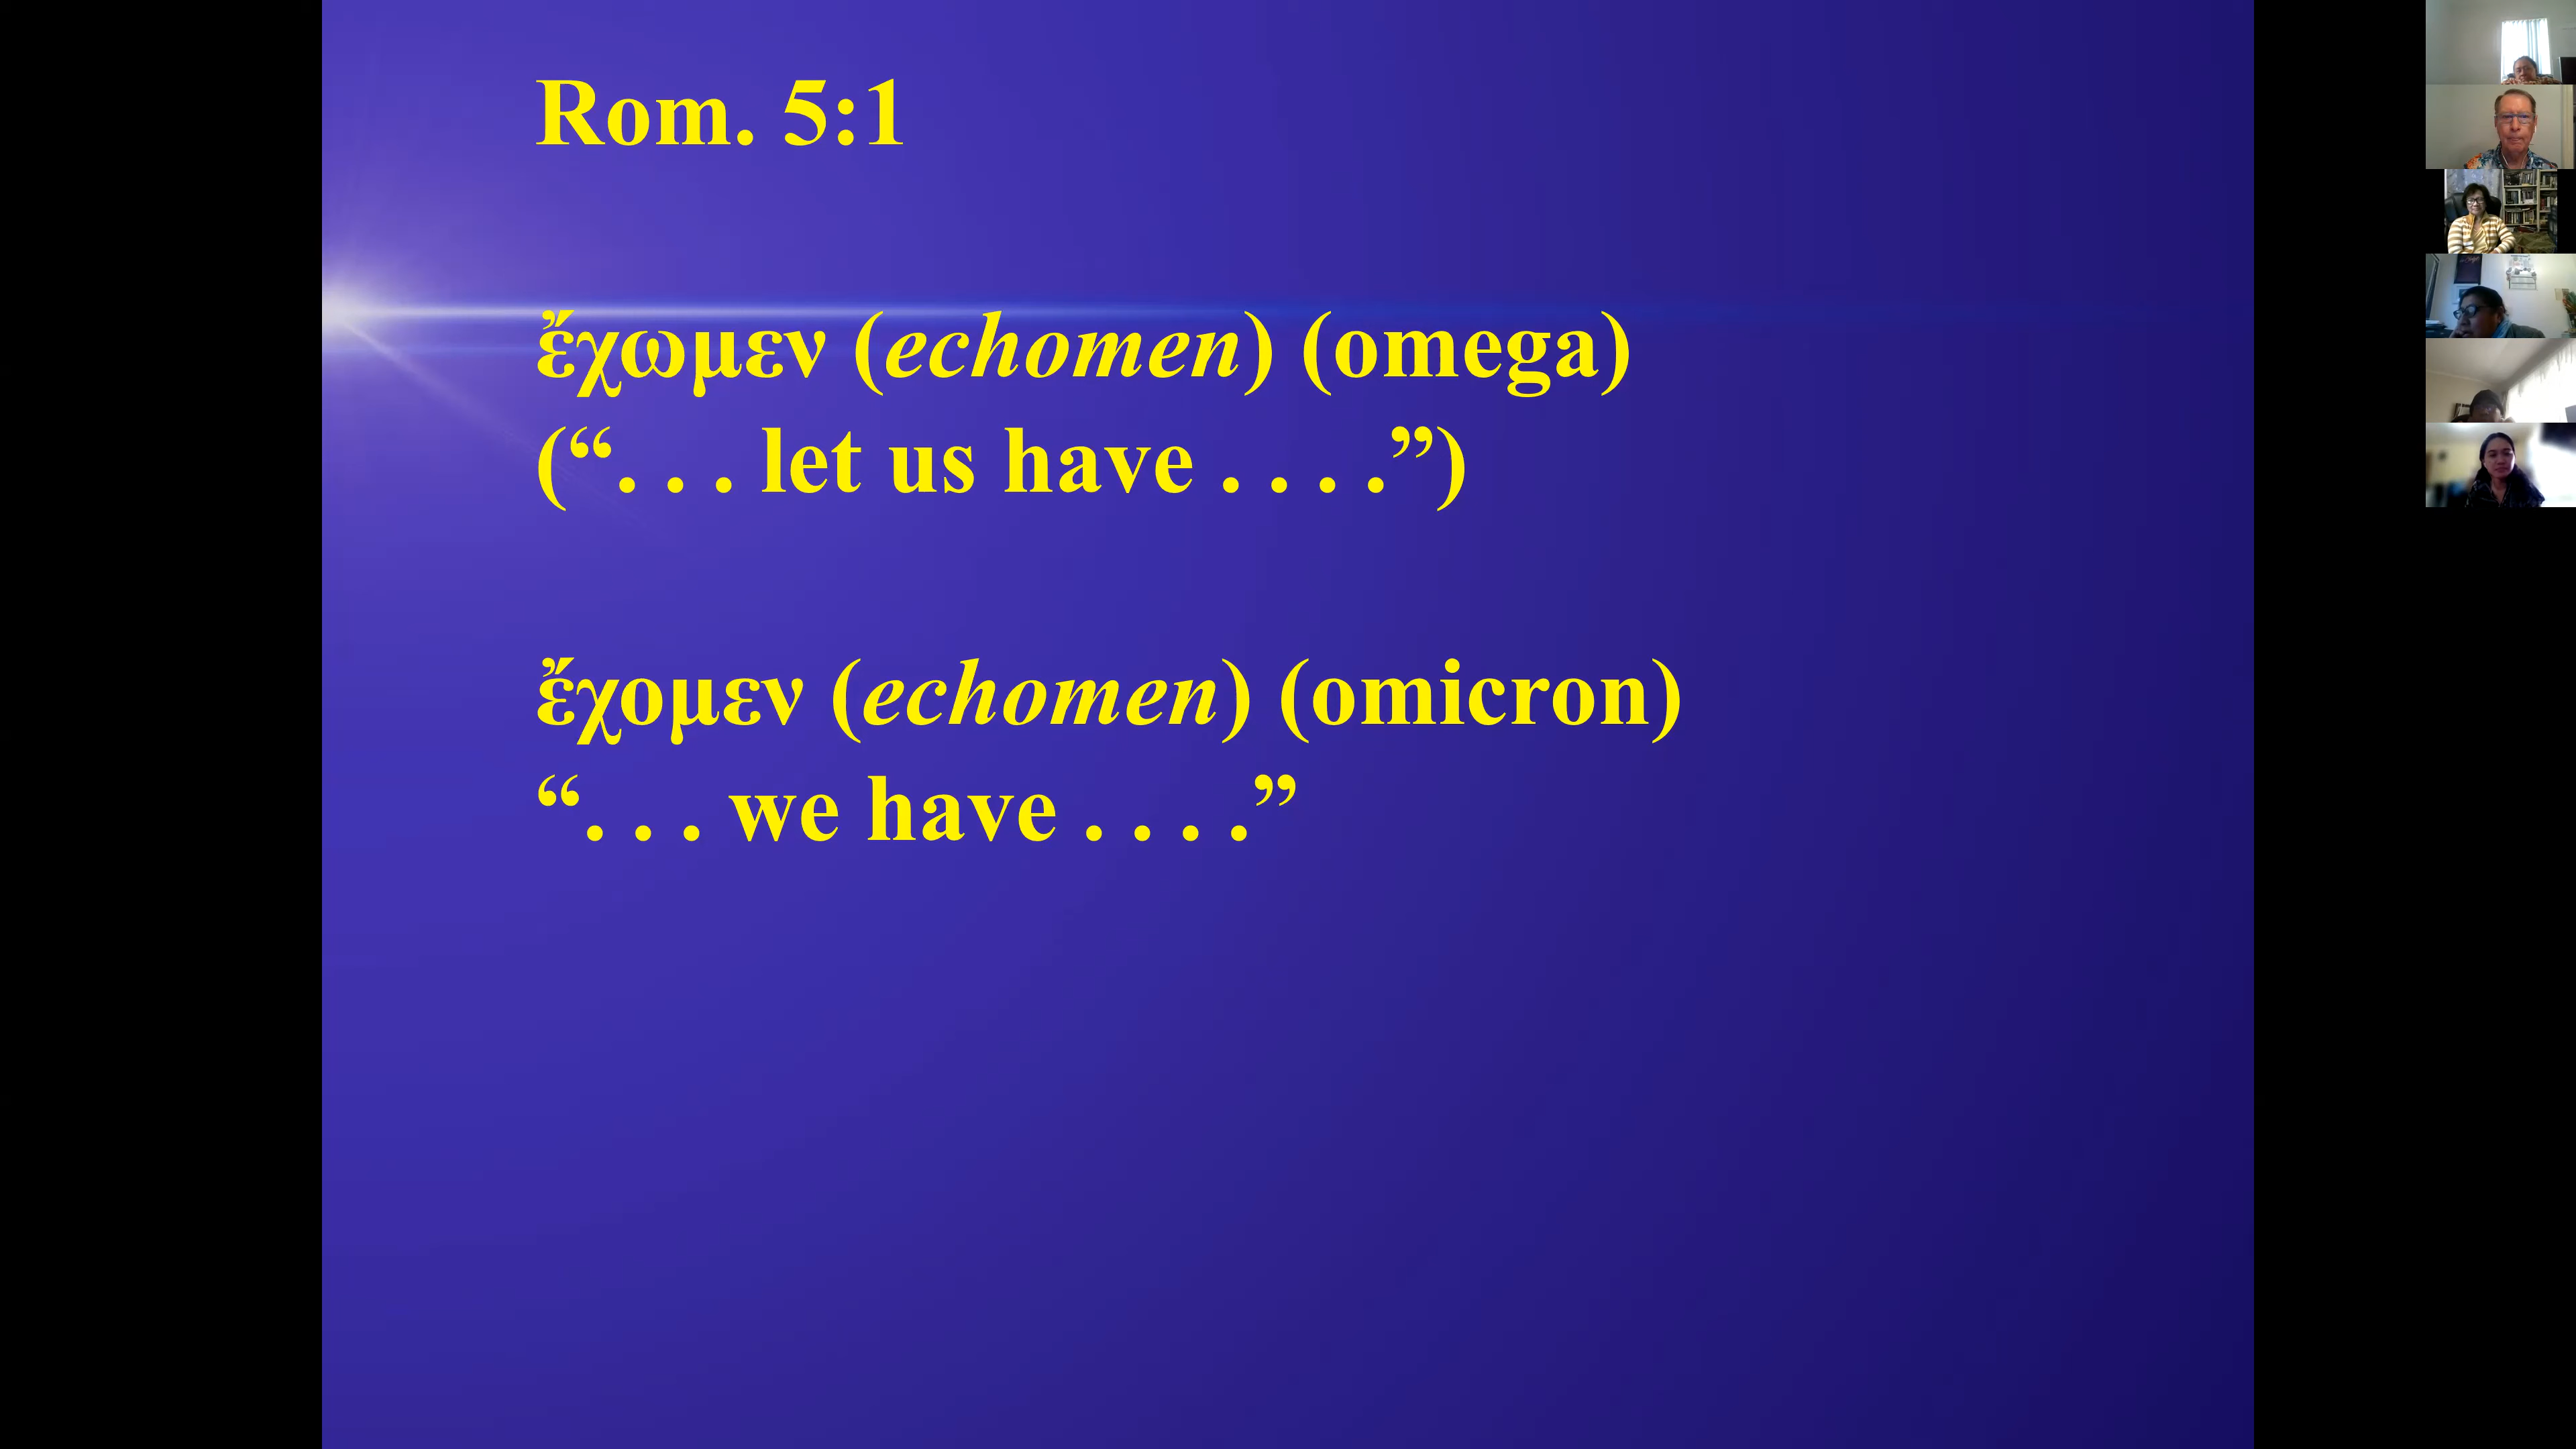 Rom. 5:1
ἔχωμεν (echomen) (omega)
(“. . . let us have . . . .”)
ἔχομεν (echomen) (omicron)
“. . . we have . . . .”